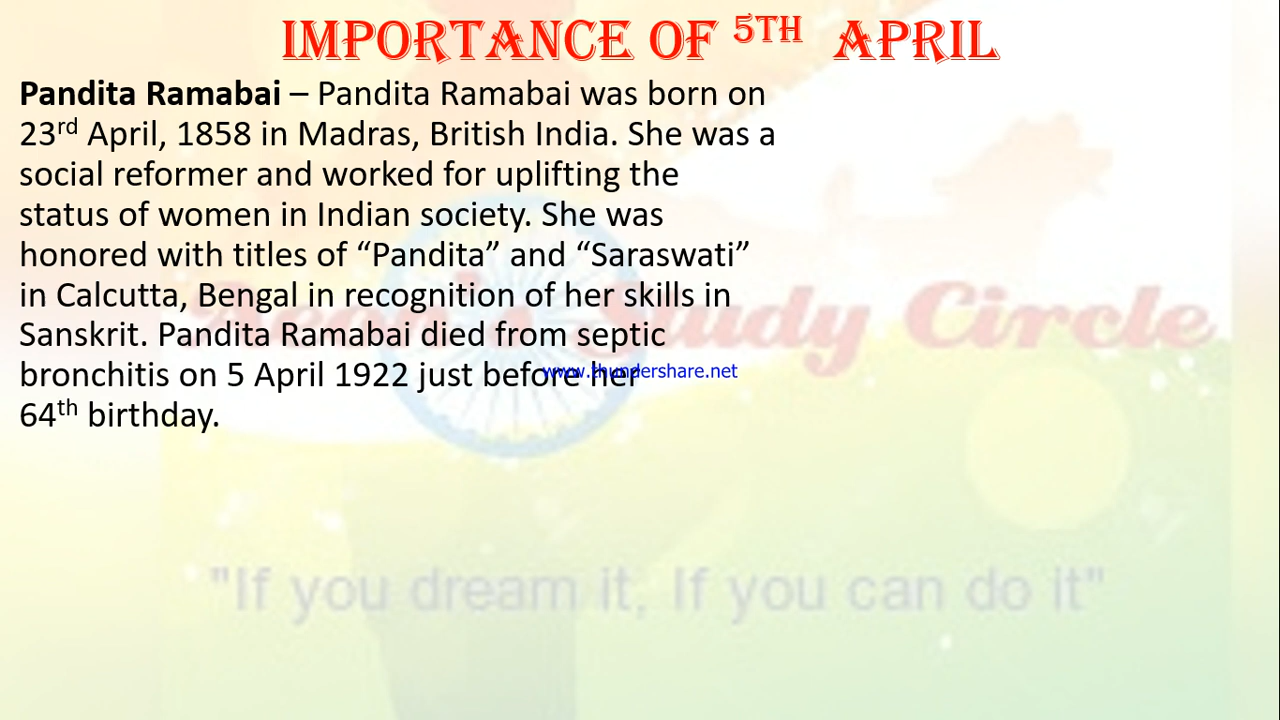 IMPORTANCE OF 5TH APRIL
Pandita Ramabai – Pandita Ramabai was born on
23rd April, 1858 in Madras, British India. She was a
social reformer and worked for uplifting the
status of women in Indian society. She was
honored with titles of “Pandita” and “Saraswati”
in Calcutta, Bengal in recognition of her skills in
Study Circle
Sanskrit. Pandita Ramabai died from septic
bronchitis on 5 April 1922 just before her
www.thundershare.net
64th birthday.
"If you dream it, If you can do it"